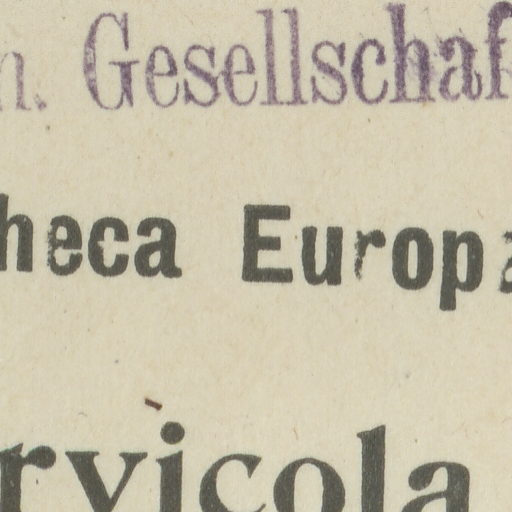 n. Gesellschaf
heca Europa
rvicola